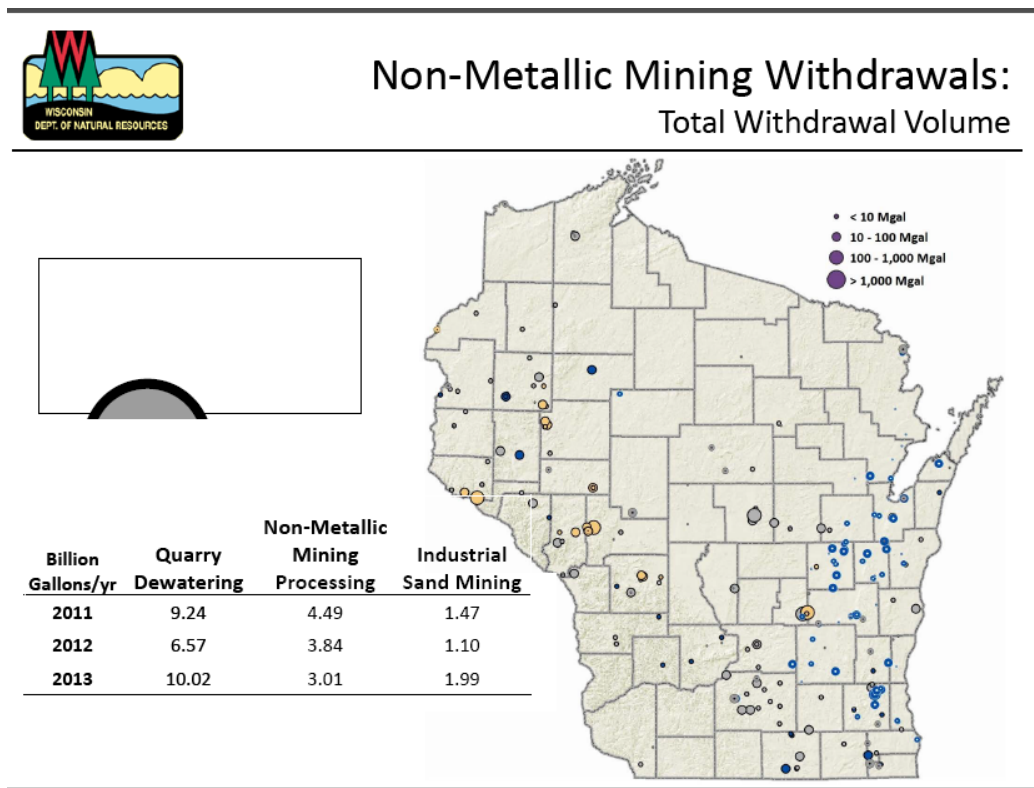 W
WISCONSIN
DEPT. OF NATURAL RESOURCES
Non-Metallic Mining Withdrawals:
Total Withdrawal Volume
< 10 Mgal
10 - 100 Mgal
100 - 1,000 Mgal
> 1,000 Mgal
Billion Gallons/yr Quarry Dewatering Non-Metallic Mining Processing Industrial Sand Mining
2011 9.24 4.49 1.47
2012 6.57 3.84 1.10
2013 10.02 3.01 1.99